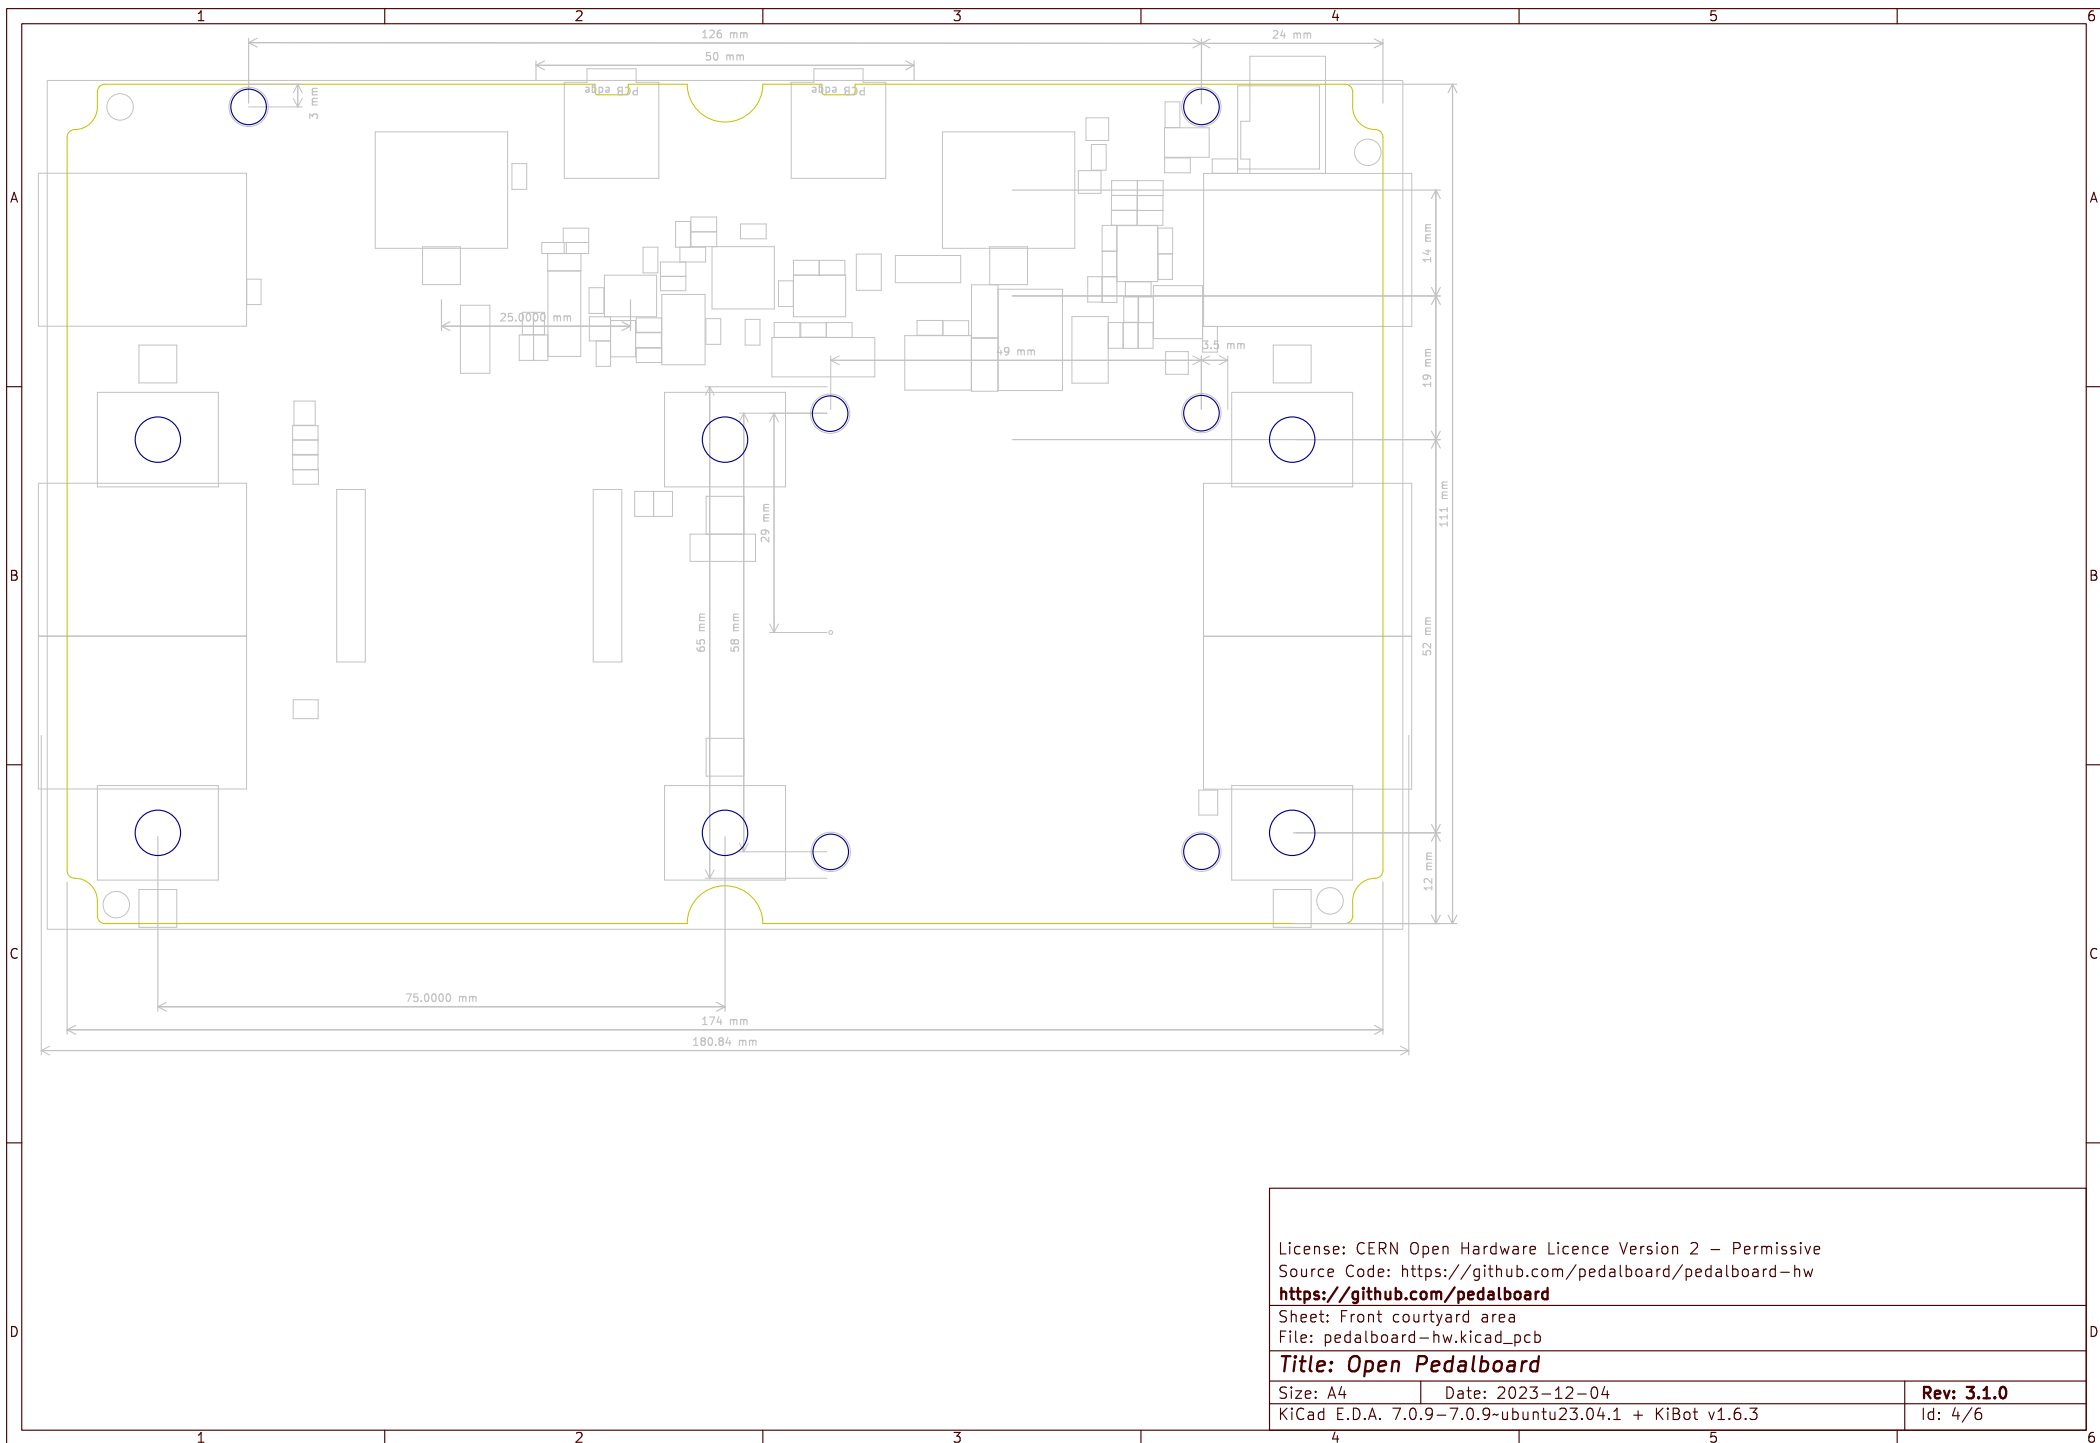 1 2 3 4 5 6
126 mm
24 mm
50 mm
3 mm
PCB edge
PCB edge
A
A
14 mm
25.0000 mm
49 mm
3.5 mm
19 mm
111 mm
29 mm
B
B
65 mm
58 mm
52 mm
12 mm
C
C
75.0000 mm
174 mm
180.84 mm
License: CERN Open Hardware Licence Version 2 – Permissive
Source Code: https://github.com/pedalboard/pedalboard-hw
https://github.com/pedalboard
Sheet: Front courtyard area
File: pedalboard-hw.kicad_pcb
D
D
Title: Open Pedalboard
Size: A4
Date: 2023-12-04
Rev: 3.1.0
KiCad E.D.A. 7.0.9-7.0.9~ubuntu23.04.1 + KiBot v1.6.3
Id: 4/6
1 2 3 4 5 6